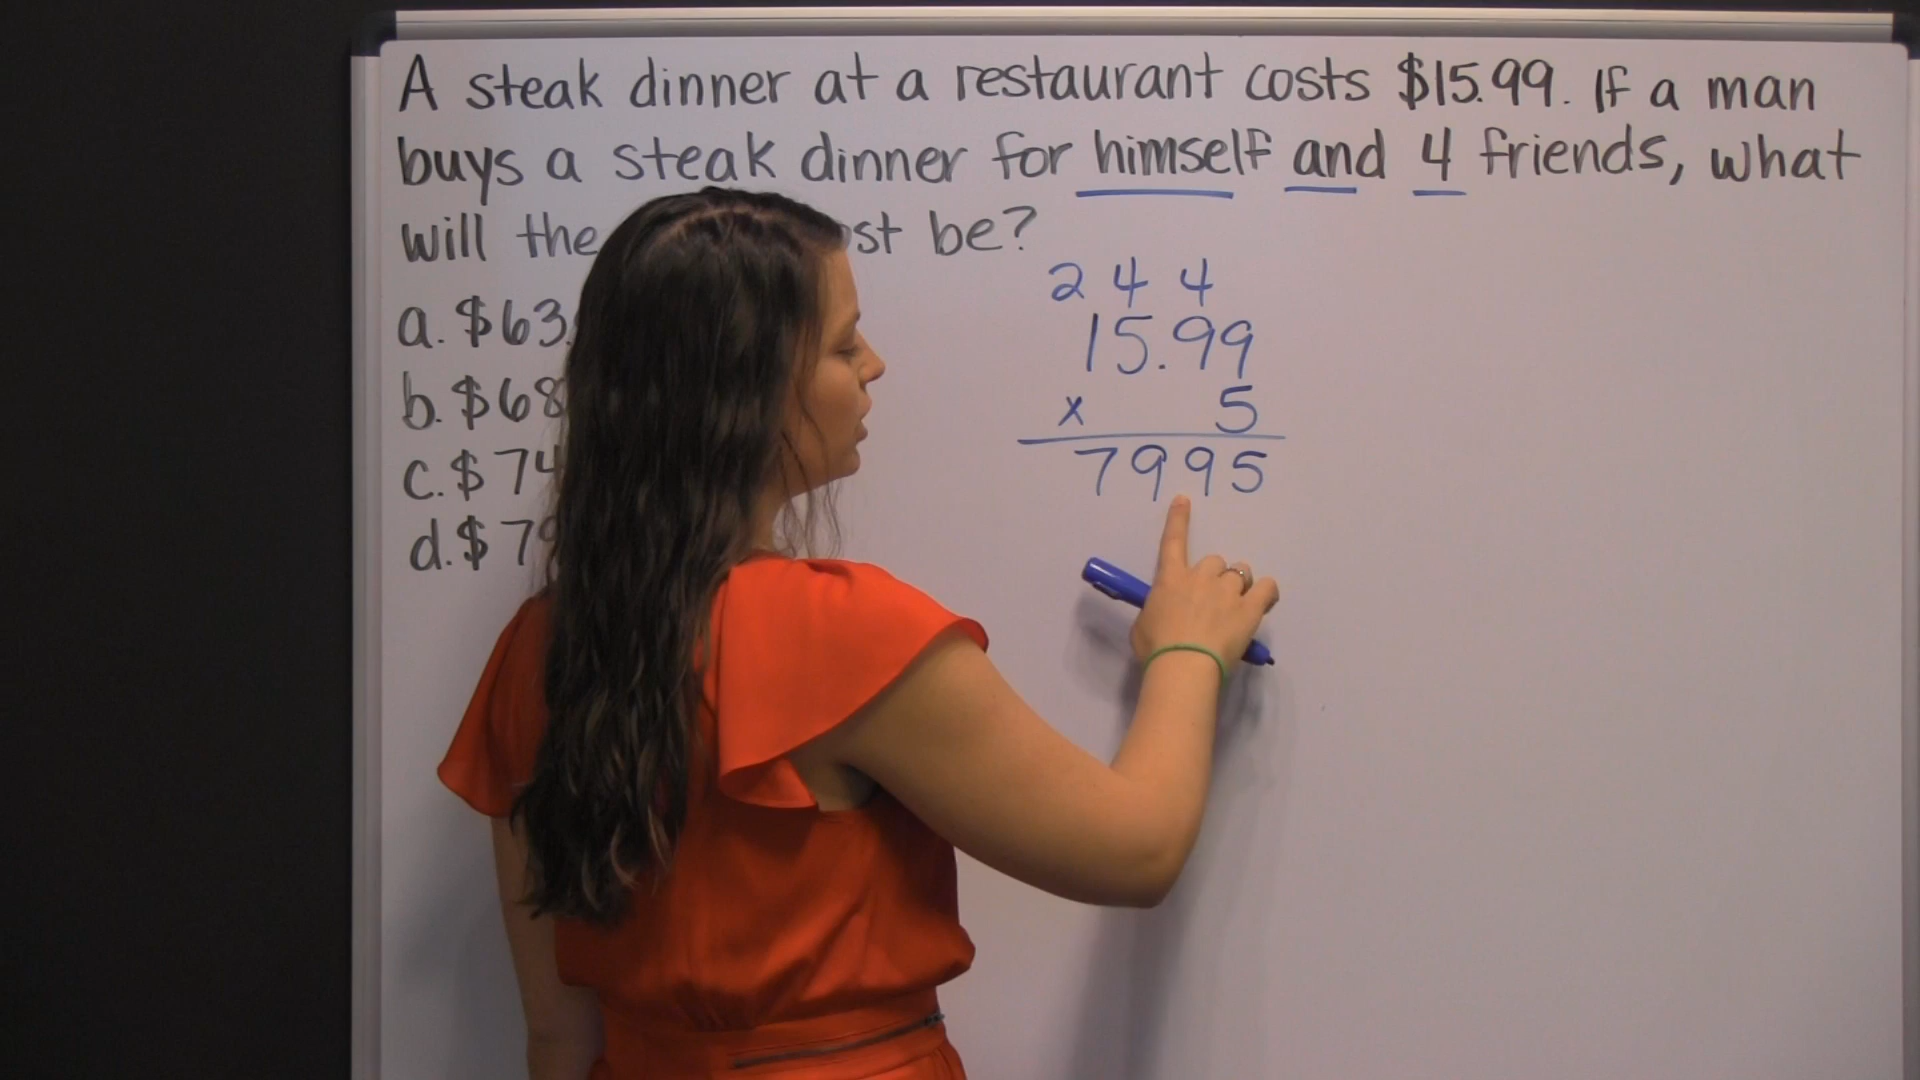 A steak dinner at a restaurant costs $15.99. If a man
buys a steak dinner for himself and 4 friends, what
will the be?
a. $63.
b. $68
c. $74
d. $79
2 4 4
15.99
x 5
7995